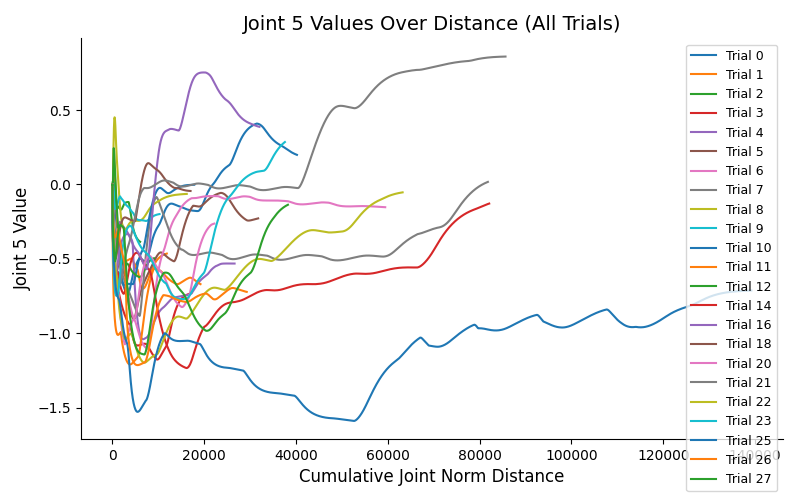 Joint 5 Values Over Distance (All Trials)
Joint 5 Value
0.5
0.0
−0.5
−1.0
−1.5
0
20000
40000
60000
80000
100000
120000
140000
Cumulative Joint Norm Distance
Trial 0
Trial 1
Trial 2
Trial 3
Trial 4
Trial 5
Trial 6
Trial 7
Trial 8
Trial 9
Trial 10
Trial 11
Trial 12
Trial 14
Trial 16
Trial 18
Trial 20
Trial 21
Trial 22
Trial 23
Trial 25
Trial 26
Trial 27